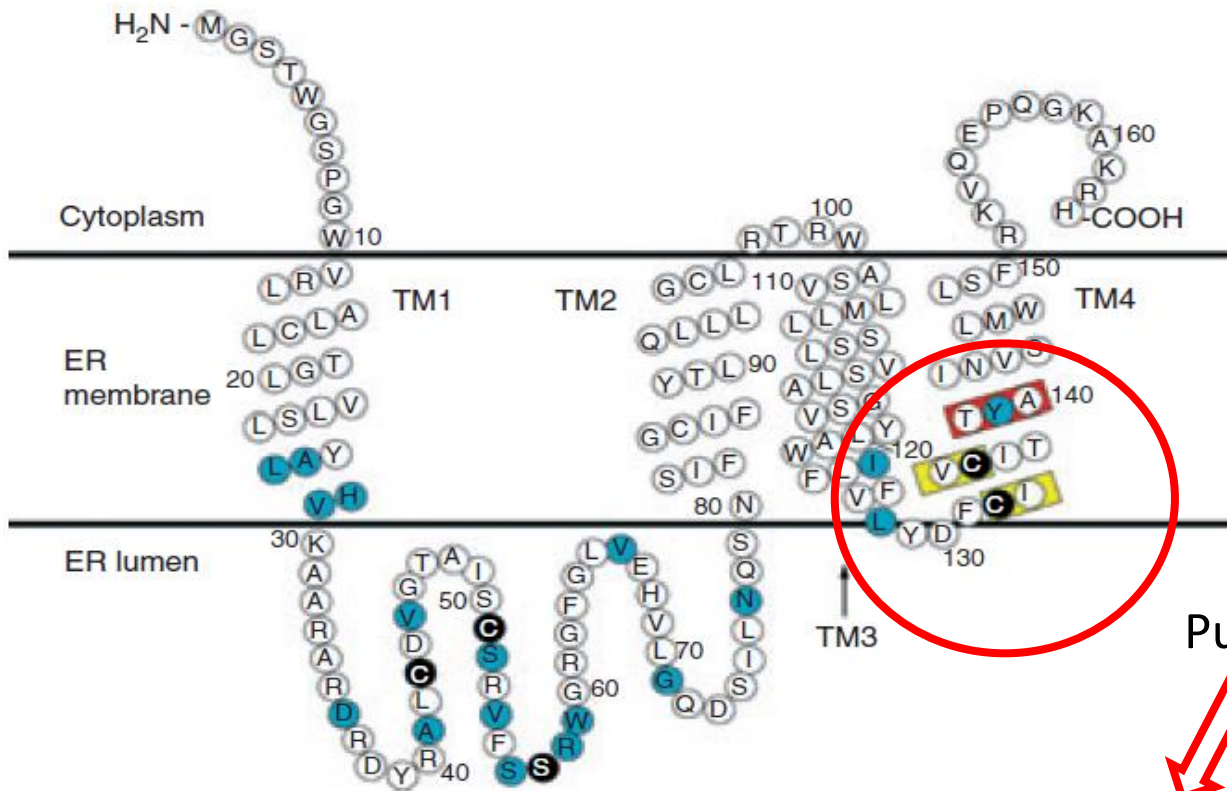 H₂N - M G S T W G S P G W 10
Cytoplasm
ER membrane
ER lumen
TM1
L R V
L C L A
20 L G T
L S L V
L A Y
V H
30 K A A R A R D R D Y R 40 A L C D V G T A I S 50 C S R V F S S R W G 60 R G F G L V E H V L 70 G Q D S I L N Q S
TM2
G C L
Q L L L
Y T L 90
G C I F
S I F
80 N
R T R W 100
110 V S A
L L M L
L S S
A L S V
V S G
W A L Y
F L I 120
V F
L Y D 130
TM3
TM4
L S F 150
L M W
I N V S
T Y A 140
V C I T
F C I
R K V Q E P Q G K A 160 K R H -COOH
Pu